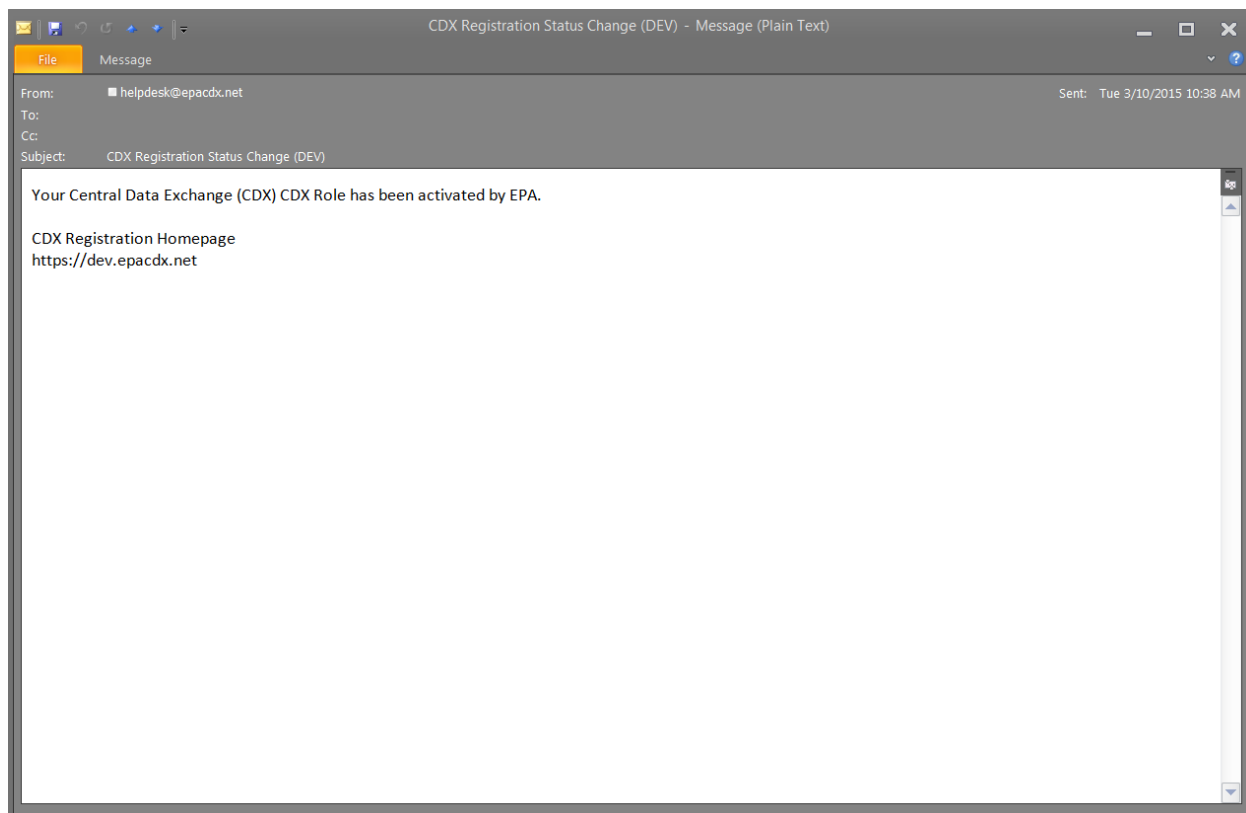 CDX Registration Status Change (DEV) - Message (Plain Text)
File Message
From: helpdesk@epacdx.net Sent: Tue 3/10/2015 10:38 AM
To:
Cc:
Subject: CDX Registration Status Change (DEV)
Your Central Data Exchange (CDX) CDX Role has been activated by EPA.
CDX Registration Homepage
https://dev.epacdx.net